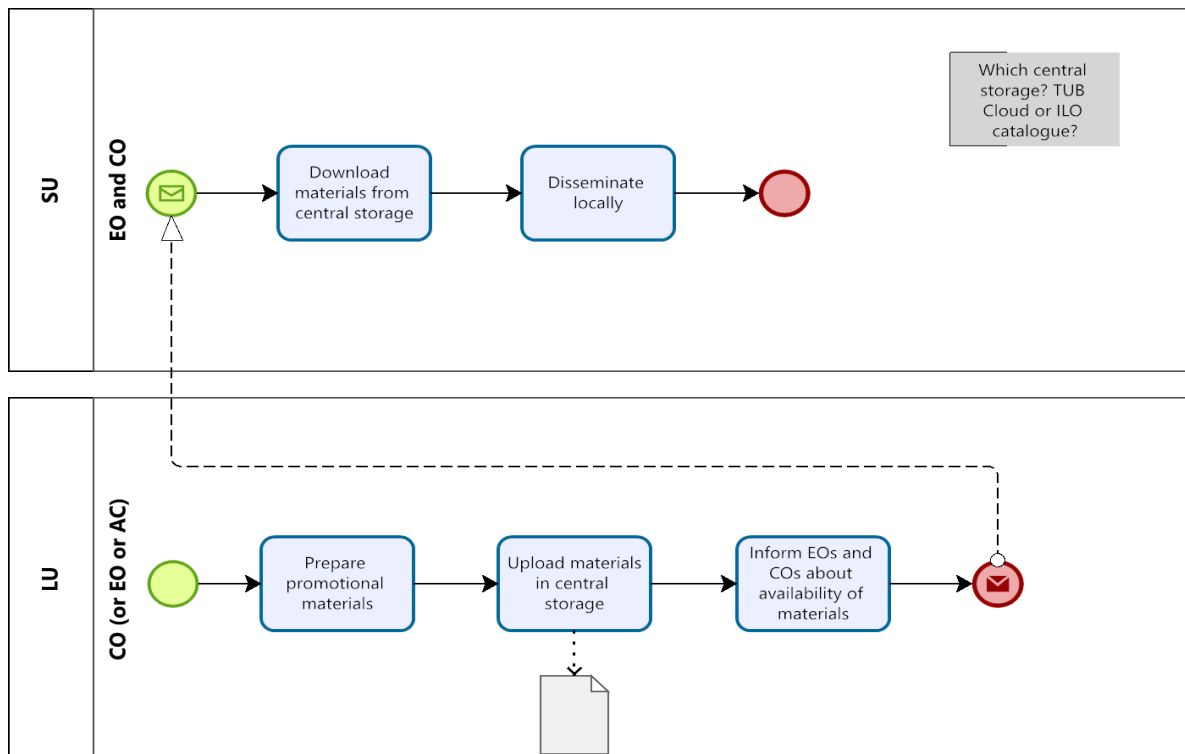 SU
EO and CO
Download
materials from
central storage
Disseminate
locally
Which central
storage? TUB
Cloud or ILO
catalogue?
LU
CO (or EO or AC)
Prepare
promotional
materials
Upload materials
in central
storage
Inform EOs and
COs about
availability of
materials